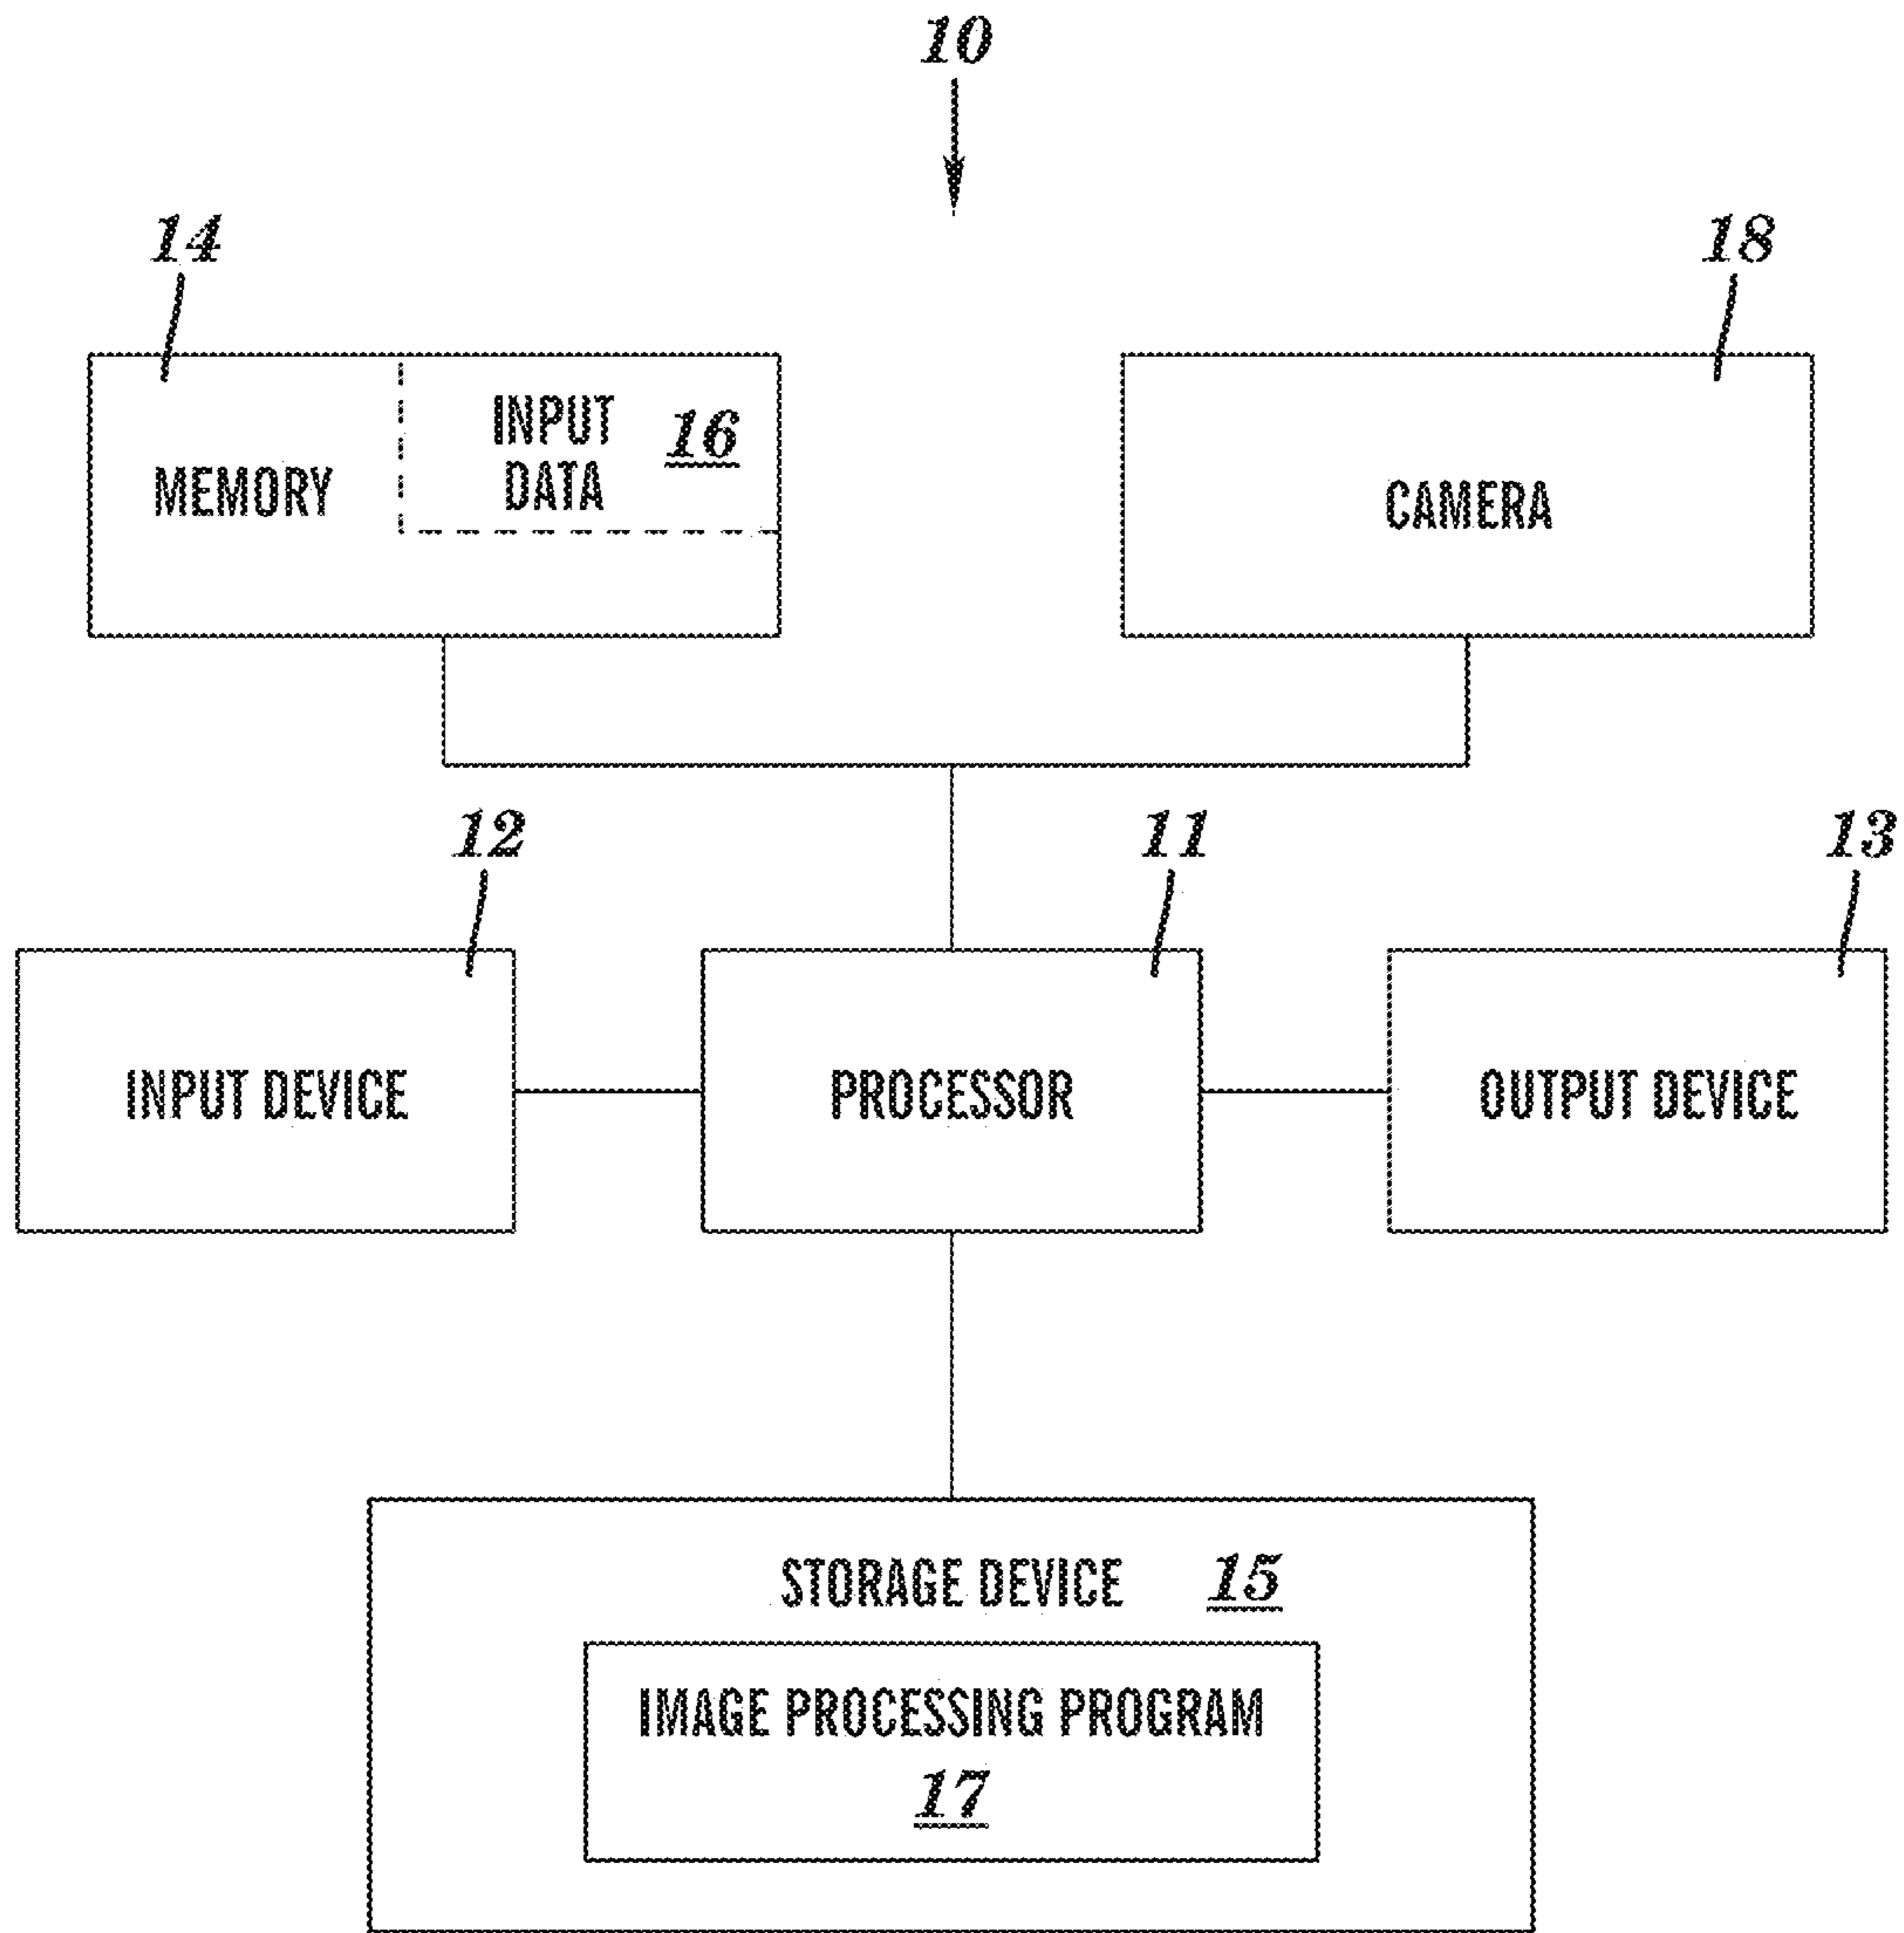 10
14
18
INPUT
DATA
16
MEMORY
CAMERA
12
11
13
INPUT DEVICE
PROCESSOR
OUTPUT DEVICE
STORAGE DEVICE 15
IMAGE PROCESSING PROGRAM
17